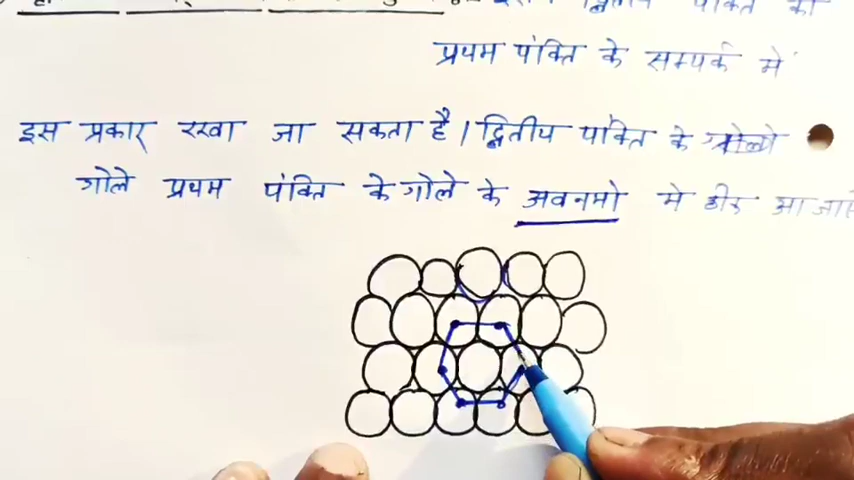 द्वितीय पंक्ति को
प्रथम पंक्ति के सम्पर्क में
इस प्रकार रखा जा सकता है। द्वितीय पंक्ति के
गोले प्रथम पंक्ति के गोले के अवनमो मे ठीक आ जाते